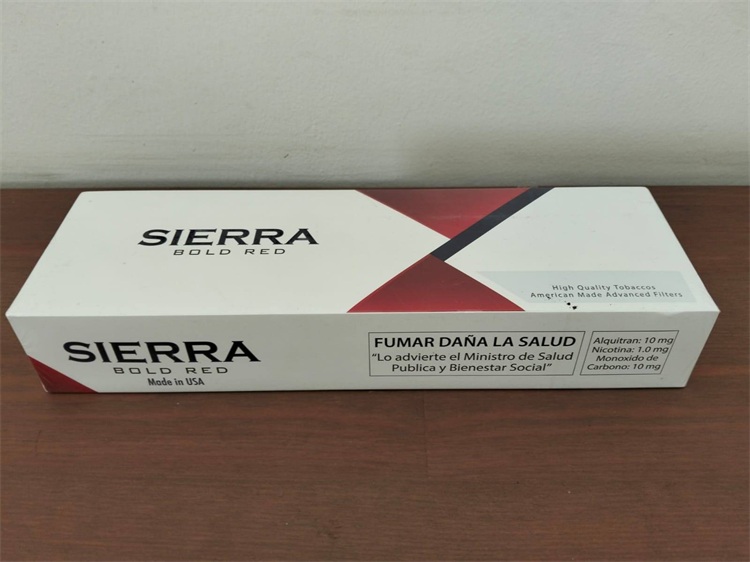 SIERRA
BOLD RED
High Quality Tobaccos
American Made Advanced Filters
SIERRA
BOLD RED
Made in USA
FUMAR DAÑA LA SALUD
"Lo advierte el Ministro de Salud
Publica y Bienestar Social"
Alquitran: 10 mg
Nicotina: 1.0 mg
Monoxido de
Carbono: 10 mg